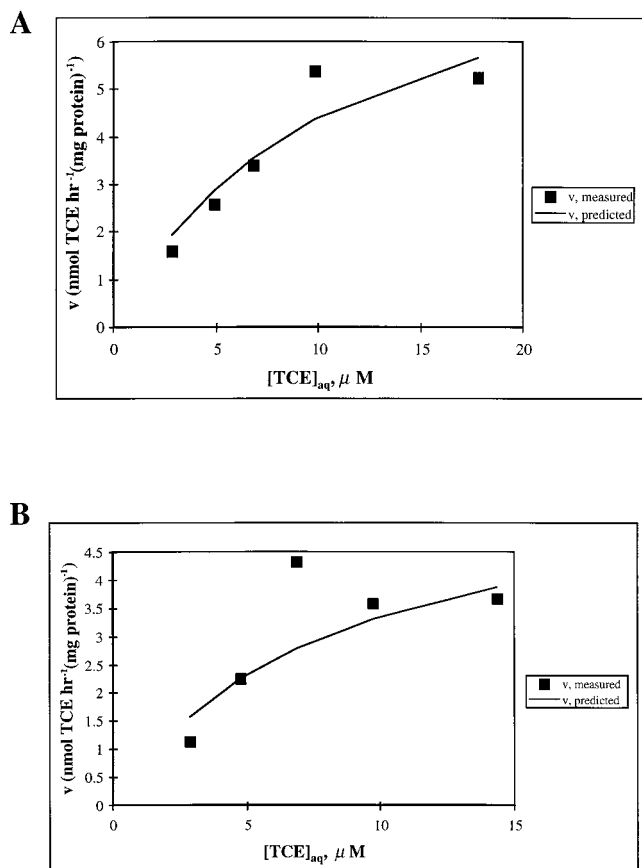 A
6
5
4
3
2
1
0
v (nmol TCE hr⁻¹(mg protein)⁻¹
0 5 10 15 20
[TCE]aq, μ M
v, measured
v, predicted
B
4.5
4
3.5
3
2.5
2
1.5
1
0.5
0
v (nmol TCE hr⁻¹(mg protein)⁻¹
0 5 10 15
[TCE]aq, μ M
v, measured
v, predicted